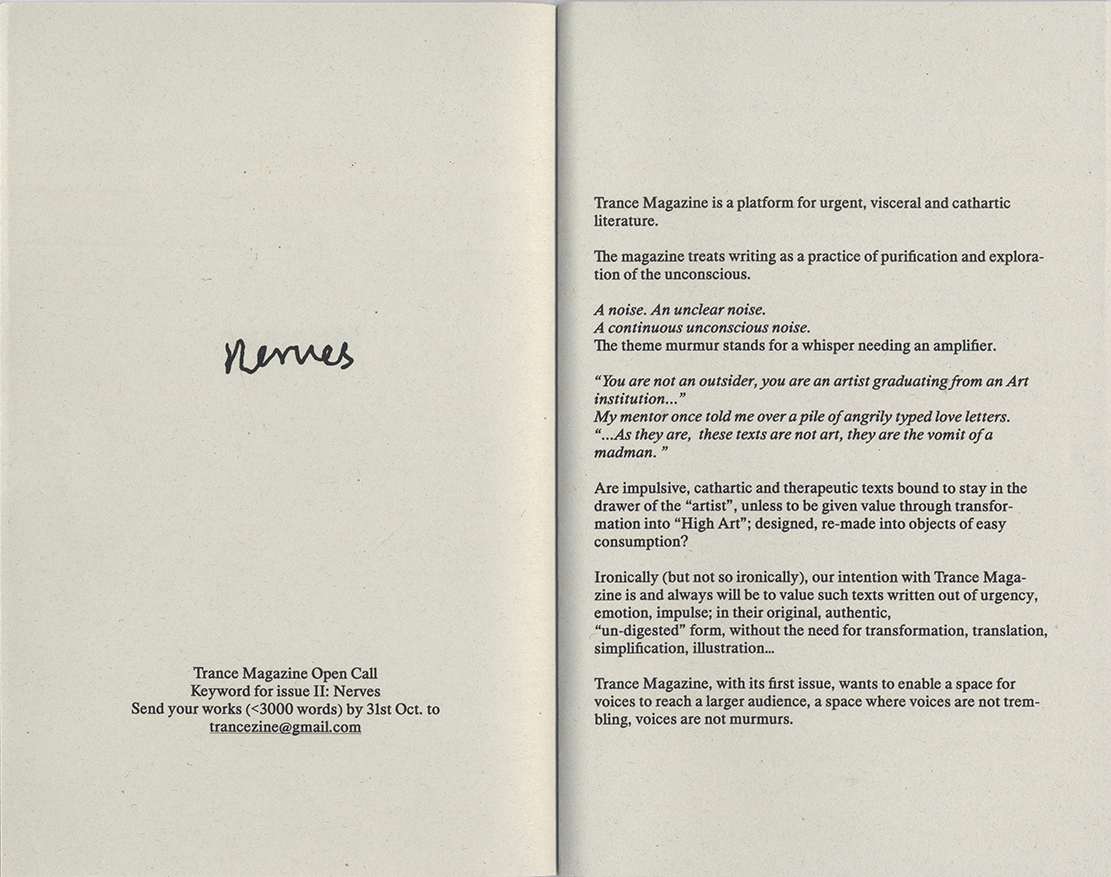 nerves
Trance Magazine Open Call
Keyword for issue II: Nerves
Send your works (<3000 words) by 31st Oct. to
trancezine@gmail.com
Trance Magazine is a platform for urgent, visceral and cathartic
literature.
The magazine treats writing as a practice of purification and explora-
tion of the unconscious.
A noise. An unclear noise.
A continuous unconscious noise.
The theme murmur stands for a whisper needing an amplifier.
“You are not an outsider, you are an artist graduating from an Art
institution...”
My mentor once told me over a pile of angrily typed love letters.
“...As they are,  these texts are not art, they are the vomit of a
madman. ”
Are impulsive, cathartic and therapeutic texts bound to stay in the
drawer of the “artist”, unless to be given value through transfor-
mation into “High Art”; designed, re-made into objects of easy
consumption?
Ironically (but not so ironically), our intention with Trance Maga-
zine is and always will be to value such texts written out of urgency,
emotion, impulse; in their original, authentic,
“un-digested” form, without the need for transformation, translation,
simplification, illustration...
Trance Magazine, with its first issue, wants to enable a space for
voices to reach a larger audience, a space where voices are not trem-
bling, voices are not murmurs.